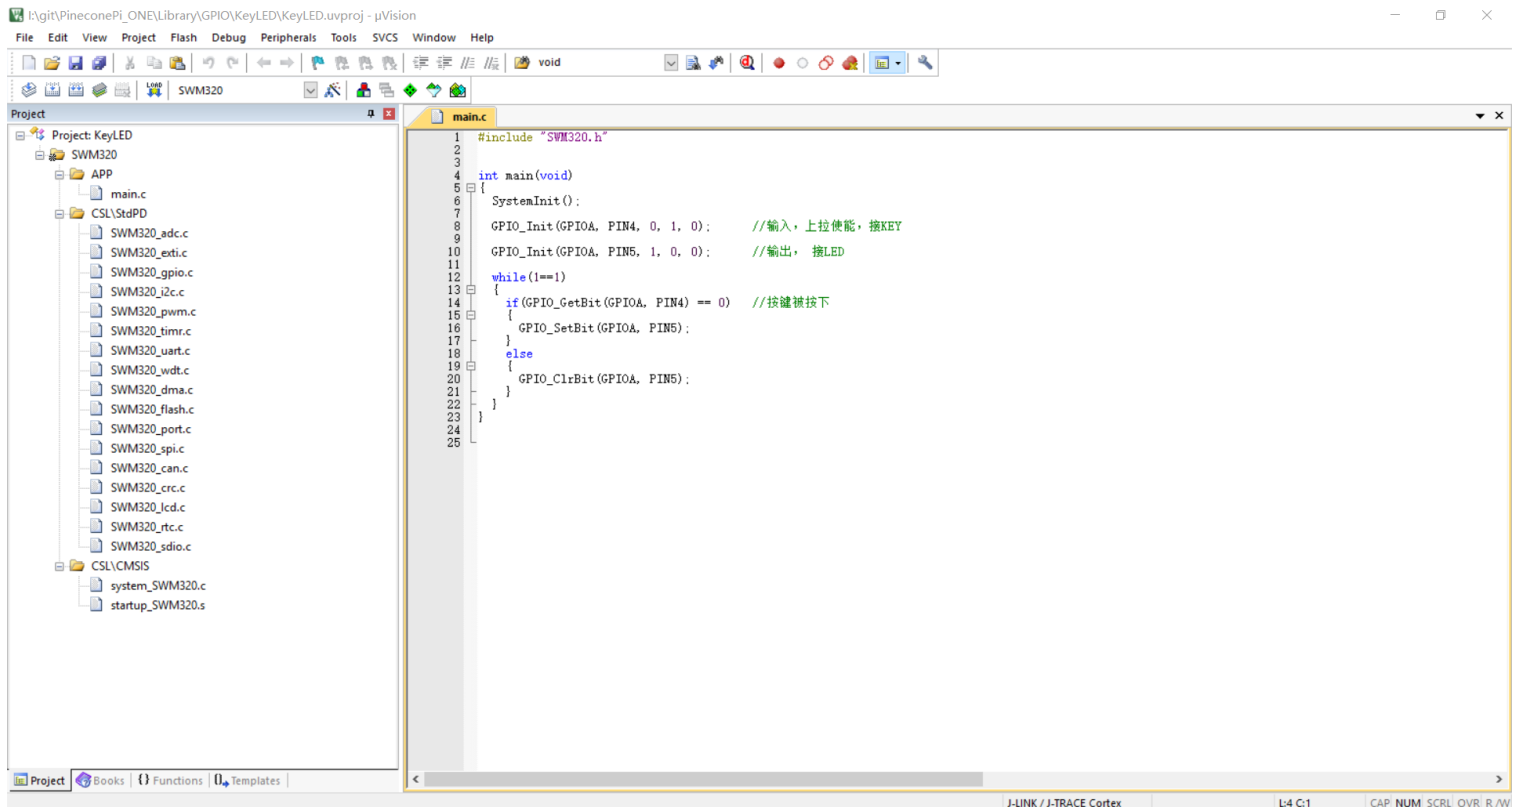 I:\git\PineconePi_ONE\Library\GPIO\KeyLED\KeyLED.uvproj - µVision
File Edit View Project Flash Debug Peripherals Tools SVCS Window Help
void
LOAD SWM320
Project
main.c
Project: KeyLED
SWM320
APP
main.c
CSL\StdPD
SWM320_adc.c
SWM320_exti.c
SWM320_gpio.c
SWM320_i2c.c
SWM320_pwm.c
SWM320_timr.c
SWM320_uart.c
SWM320_wdt.c
SWM320_dma.c
SWM320_flash.c
SWM320_port.c
SWM320_spi.c
SWM320_can.c
SWM320_crc.c
SWM320_lcd.c
SWM320_rtc.c
SWM320_sdio.c
CSL\CMSIS
system_SWM320.c
startup_SWM320.s
1 #include "SWM320.h"
2
3
4 int main(void)
5 {
6 SystemInit();
7
8 GPIO_Init(GPIOA, PIN4, 0, 1, 0); //输入，上拉使能，接KEY
9
10 GPIO_Init(GPIOA, PIN5, 1, 0, 0); //输出， 接LED
11
12 while(1==1)
13 {
14 if(GPIO_GetBit(GPIOA, PIN4) == 0) //按键被按下
15 {
16 GPIO_SetBit(GPIOA, PIN5);
17 }
18 else
19 {
20 GPIO_ClrBit(GPIOA, PIN5);
21 }
22 }
23 }
24
25
Project Books {} Functions Templates
J-LINK / J-TRACE Cortex L:4 C:1 CAP NUM SCRL OVR R/W